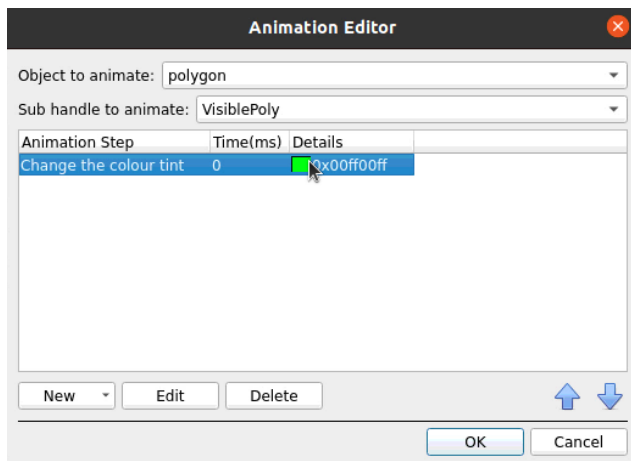 Animation Editor
Object to animate: polygon
Sub handle to animate: VisiblePoly
Animation Step Time(ms) Details
Change the colour tint 0 0x00ff00ff
New Edit Delete
OK Cancel